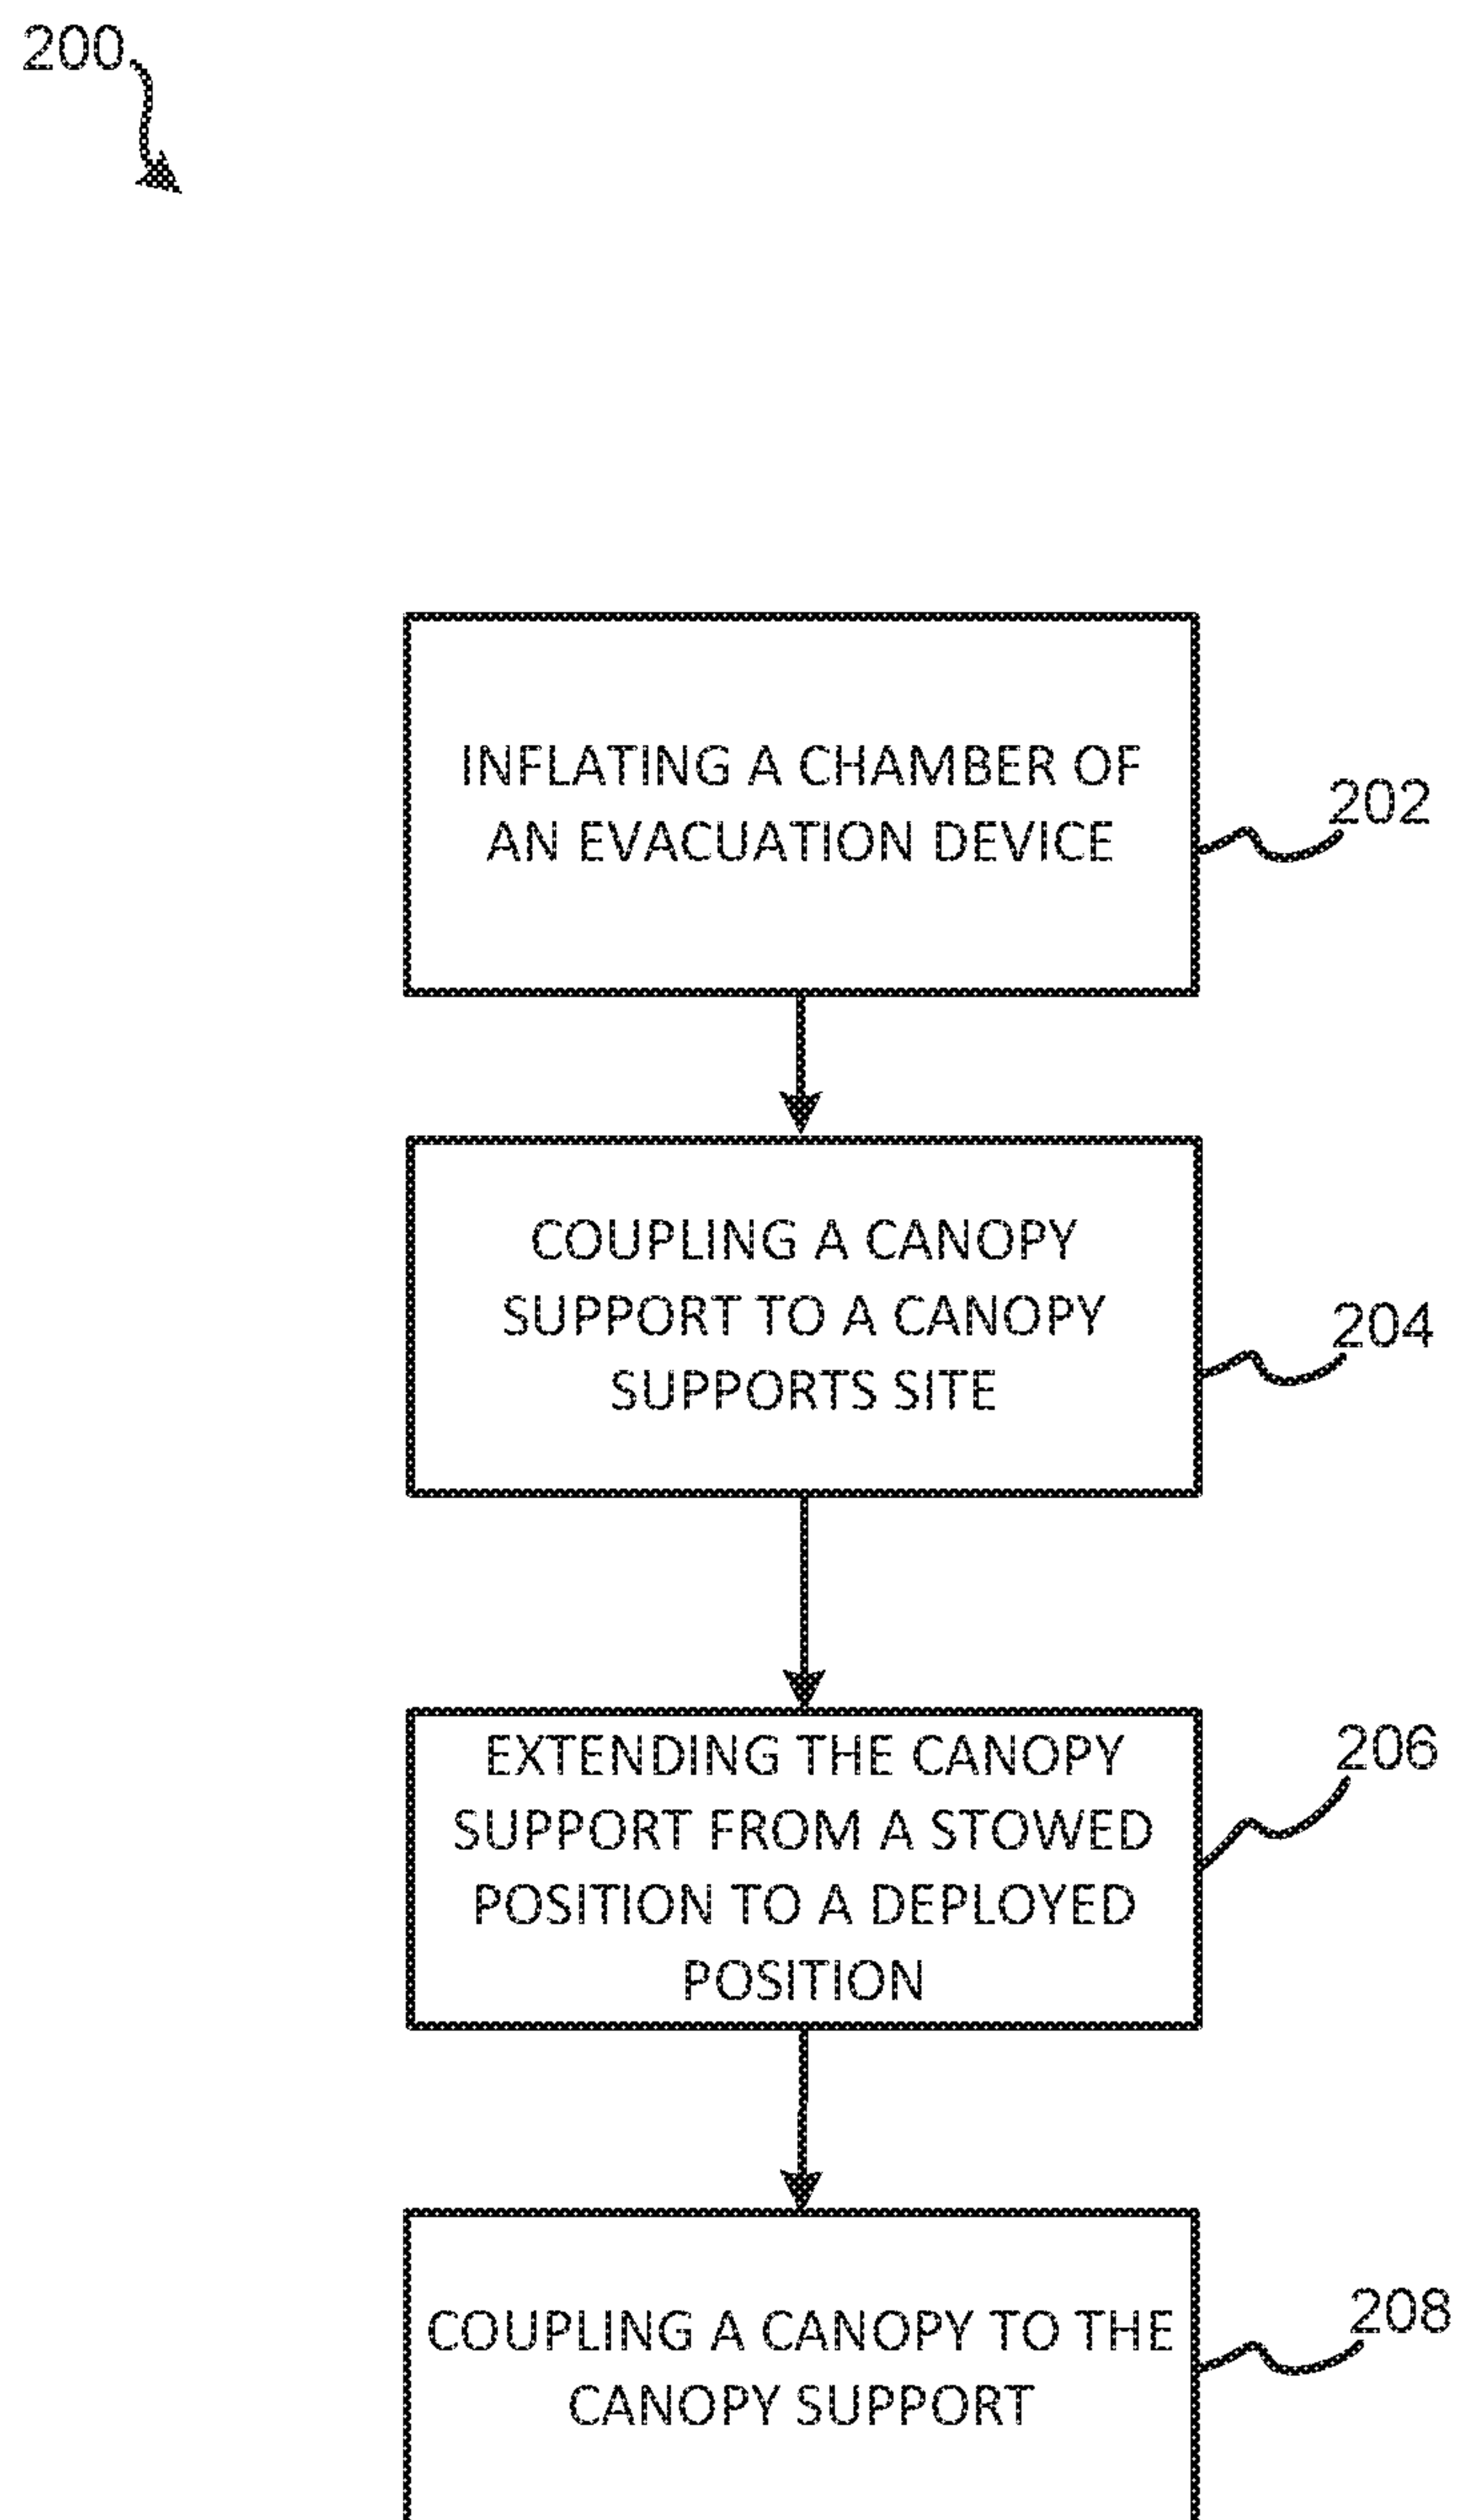 200
INFLATING A CHAMBER OF
AN EVACUATION DEVICE
202
COUPLING A CANOPY
SUPPORT TO A CANOPY
SUPPORTS SITE
204
EXTENDING THE CANOPY
SUPPORT FROM A STOWED
POSITION TO A DEPLOYED
POSITION
206
COUPLING A CANOPY TO THE
CANOPY SUPPORT
208